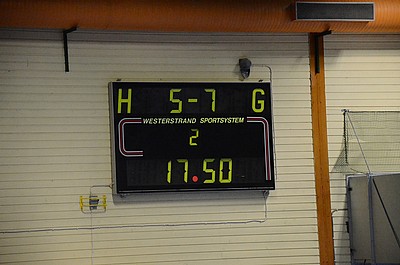 H 5-7 G
WESTERSTRAND SPORTSYSTEM
2
17.50